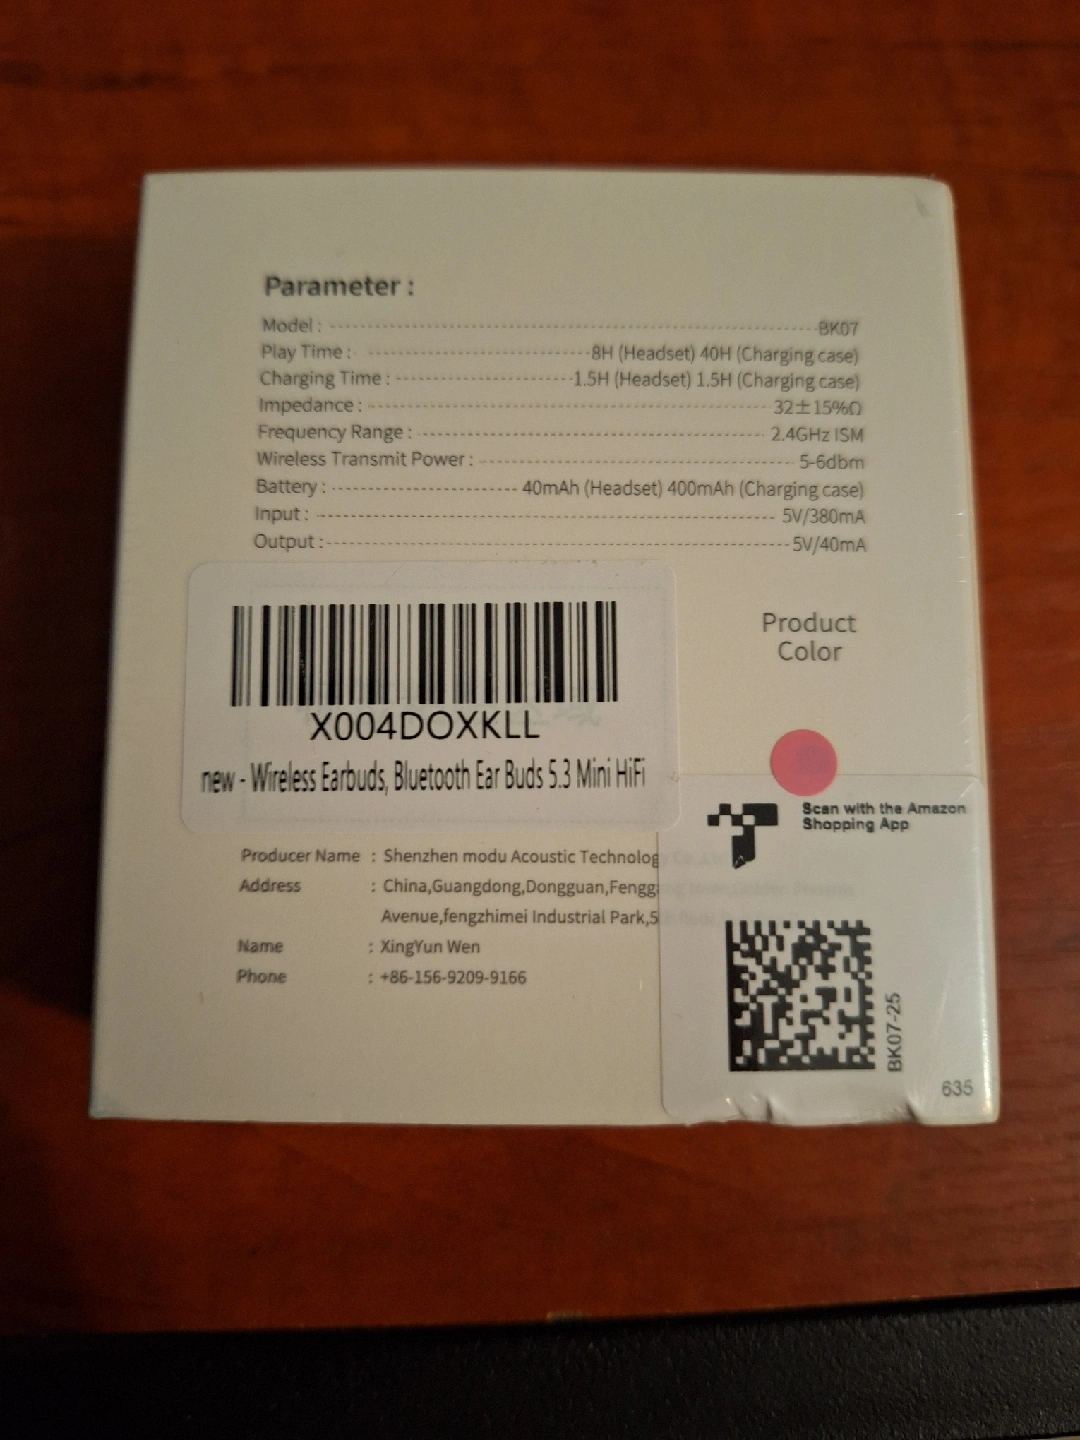 Parameter :
Model : BK07
Play Time : 8H (Headset) 40H (Charging case)
Charging Time : 1.5H (Headset) 1.5H (Charging case)
Impedance : 32±15%Ω
Frequency Range : 2.4GHz ISM
Wireless Transmit Power : 5-6dbm
Battery : 40mAh (Headset) 400mAh (Charging case)
Input : 5V/380mA
Output : 5V/40mA
X004DOXKLL
new - Wireless Earbuds, Bluetooth Ear Buds 5.3 Mini HiFi
Product
Color
Scan with the Amazon
Shopping App
BK07-25
635
Producer Name : Shenzhen modu Acoustic Technology
Address : China,Guangdong,Dongguan,
Avenue,fengzhimei Industrial Park,5
Name : XingYun Wen
Phone : +86-156-9209-9166